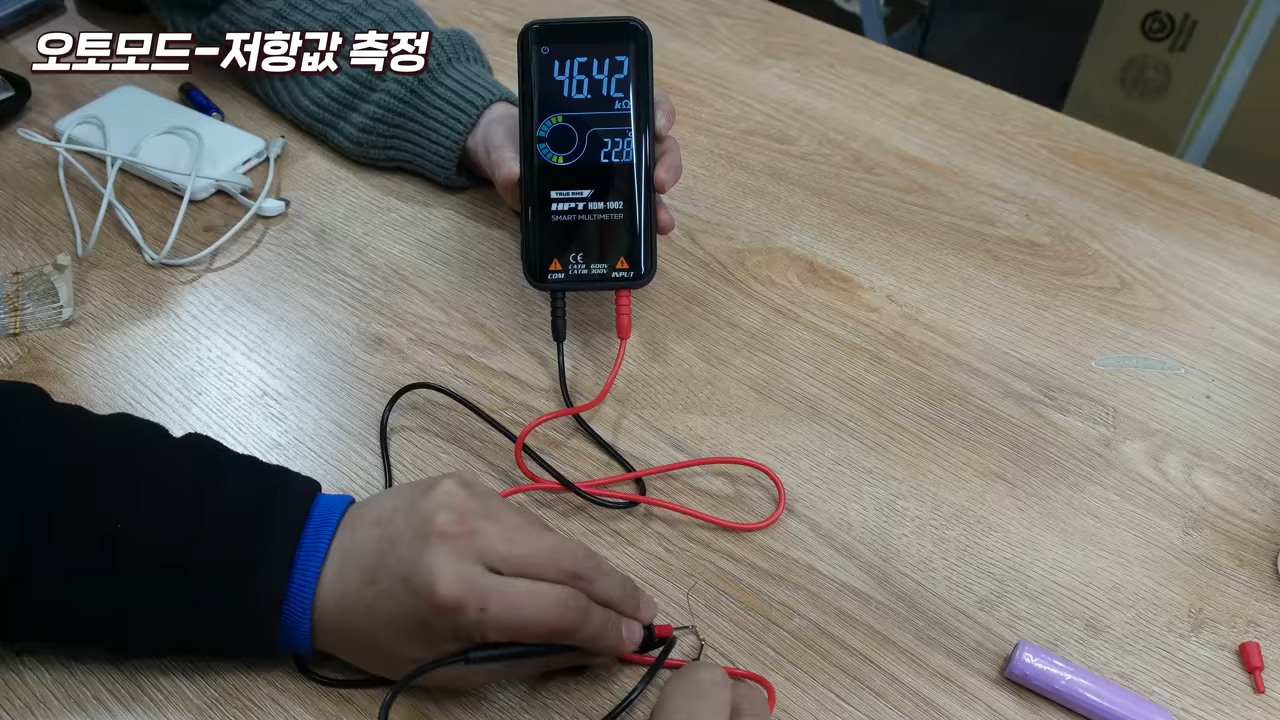 오토모드-저항값 측정
46.42
kΩ
℃
22.8
TRUE RMS
HPT HDM-1002
SMART MULTIMETER
CE
CATII 600V
CATIII 300V
COM
INPUT